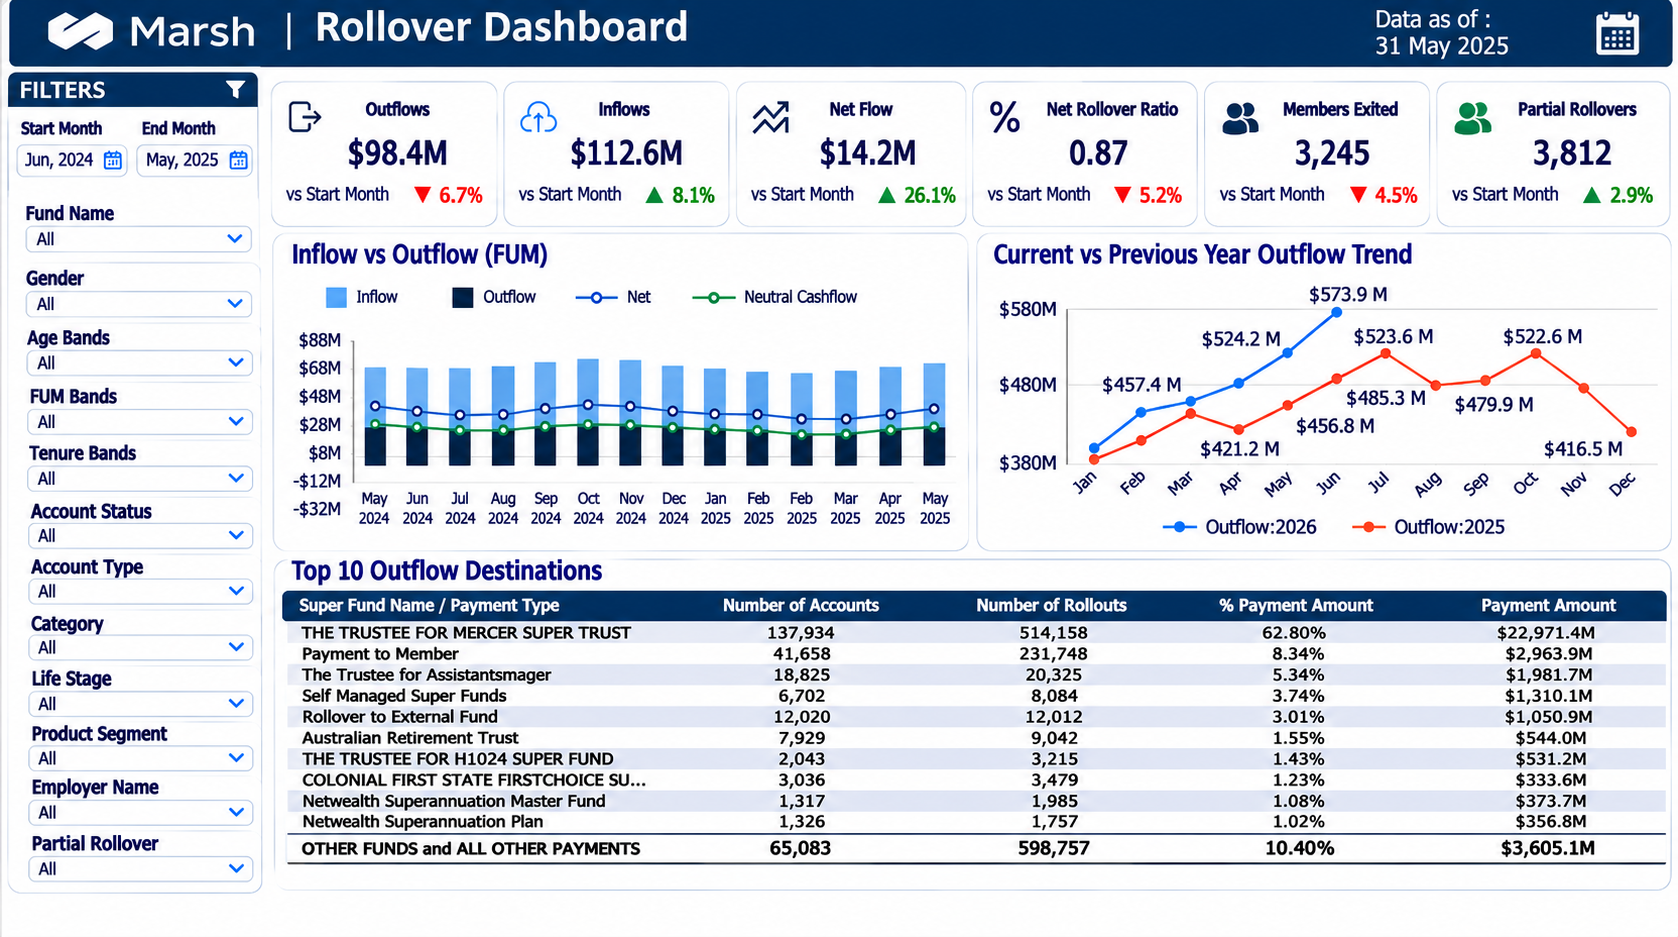 Marsh | Rollover Dashboard
Data as of :
31 May 2025
FILTERS
Start Month End Month
Jun, 2024 May, 2025
Fund Name
All
Gender
All
Age Bands
All
FUM Bands
All
Tenure Bands
All
Account Status
All
Account Type
All
Category
All
Life Stage
All
Product Segment
All
Employer Name
All
Partial Rollover
All
Outflows
$98.4M
vs Start Month ▼ 6.7%
Inflows
$112.6M
vs Start Month ▲ 8.1%
Net Flow
$14.2M
vs Start Month ▲ 26.1%
% Net Rollover Ratio
0.87
vs Start Month ▼ 5.2%
Members Exited
3,245
vs Start Month ▼ 4.5%
Partial Rollovers
3,812
vs Start Month ▲ 2.9%
Inflow vs Outflow (FUM)
Inflow Outflow Net Neutral Cashflow
$88M
$68M
$48M
$28M
$8M
-$12M
-$32M
May Jun Jul Aug Sep Oct Nov Dec Jan Feb Feb Mar Apr May
2024 2024 2024 2024 2024 2024 2024 2024 2025 2025 2025 2025 2025 2025
Current vs Previous Year Outflow Trend
$573.9 M
$580M
$524.2 M $523.6 M $522.6 M
$480M
$457.4 M
$485.3 M
$479.9 M
$456.8 M
$421.2 M
$416.5 M
$380M
Jan Feb Mar Apr May Jun Jul Aug Sep Oct Nov Dec
Outflow:2026 Outflow:2025
Top 10 Outflow Destinations
Super Fund Name / Payment Type Number of Accounts Number of Rollouts % Payment Amount Payment Amount
THE TRUSTEE FOR MERCER SUPER TRUST 137,934 514,158 62.80% $22,971.4M
Payment to Member 41,658 231,748 8.34% $2,963.9M
The Trustee for Assistantsmager 18,825 20,325 5.34% $1,981.7M
Self Managed Super Funds 6,702 8,084 3.74% $1,310.1M
Rollover to External Fund 12,020 12,012 3.01% $1,050.9M
Australian Retirement Trust 7,929 9,042 1.55% $544.0M
THE TRUSTEE FOR H1024 SUPER FUND 2,043 3,215 1.43% $531.2M
COLONIAL FIRST STATE FIRSTCHOICE SU... 3,036 3,479 1.23% $333.6M
Netwealth Superannuation Master Fund 1,317 1,985 1.08% $373.7M
Netwealth Superannuation Plan 1,326 1,757 1.02% $356.8M
OTHER FUNDS and ALL OTHER PAYMENTS 65,083 598,757 10.40% $3,605.1M